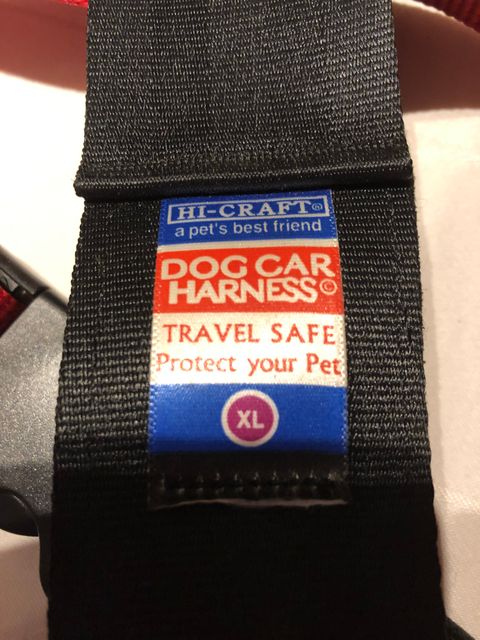 HI-CRAFT®
a pet's best friend
DOG CAR
HARNESS©
TRAVEL SAFE
Protect your Pet
XL